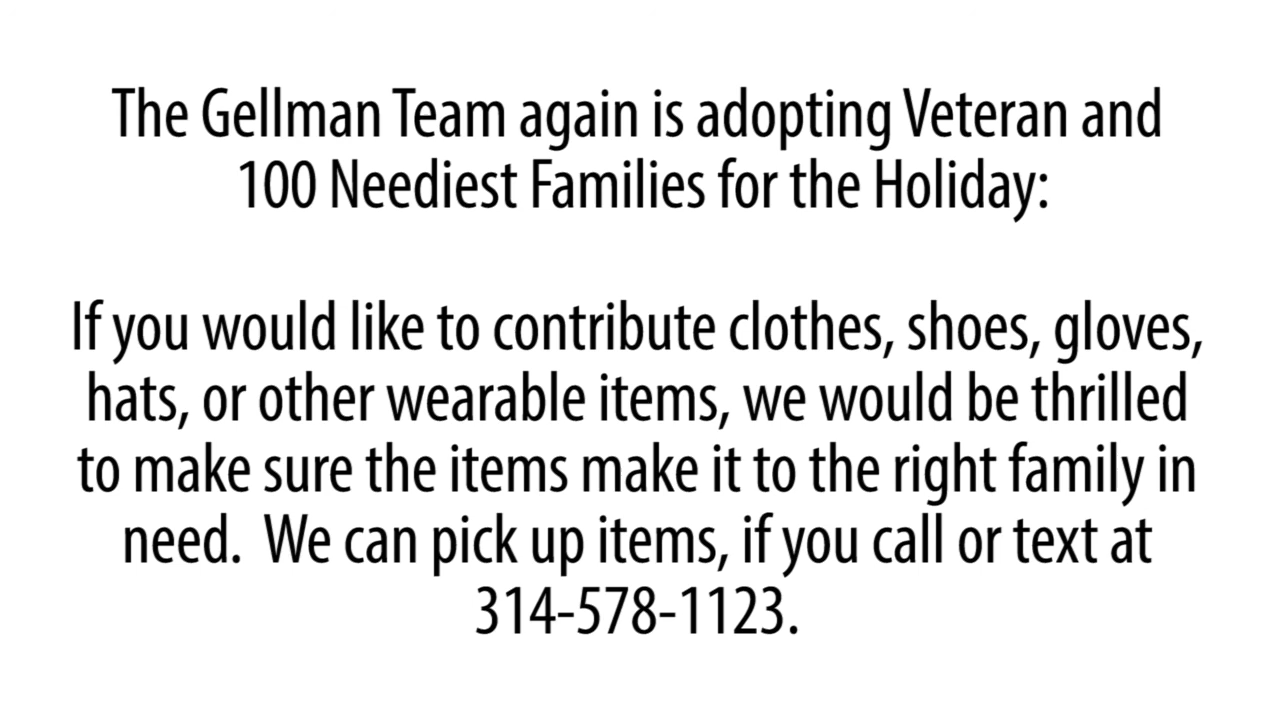 The Gellman Team again is adopting Veteran and
100 Neediest Families for the Holiday:
If you would like to contribute clothes, shoes, gloves,
hats, or other wearable items, we would be thrilled
to make sure the items make it to the right family in
need.  We can pick up items, if you call or text at
314-578-1123.